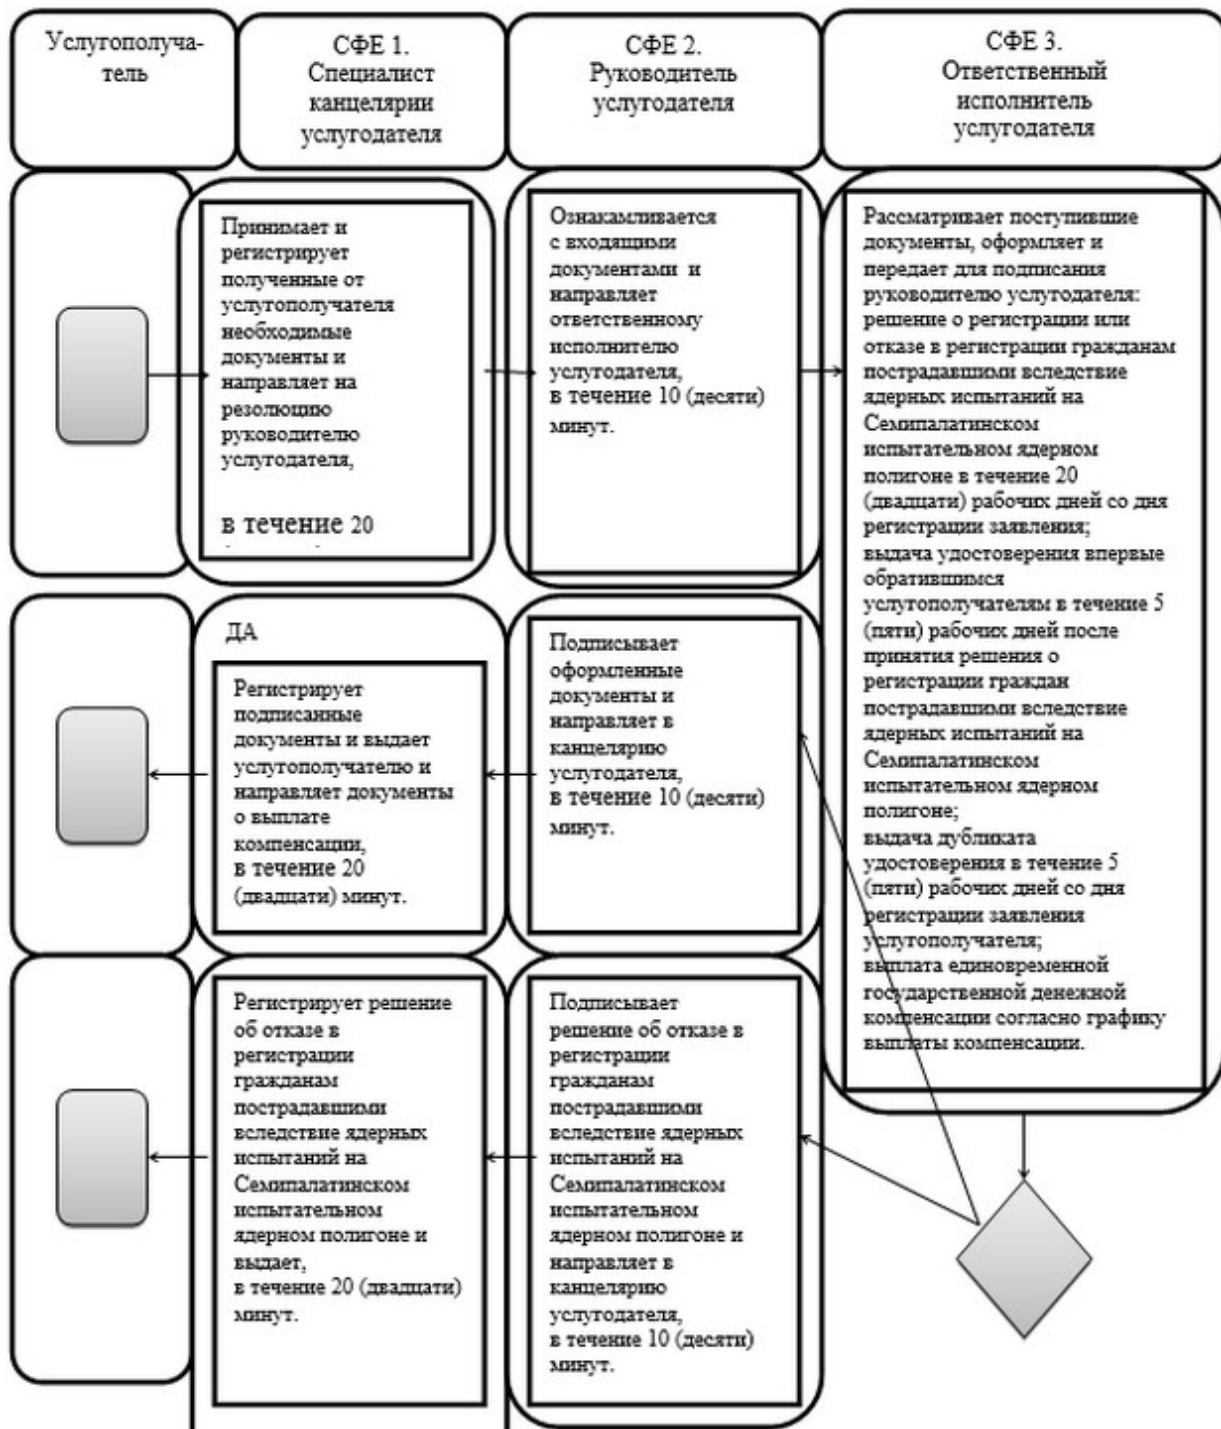 Услугополуча-
тель
СФЕ 1.
Специалист
канцелярии
услугодателя
СФЕ 2.
Руководитель
услугодателя
СФЕ 3.
Ответственный
исполнитель
услугодателя
Принимает и
регистрирует
полученные от
услугополучателя
необходимые
документы и
направляет на
резолюцию
руководителю
услугодателя,
в течение 20
Ознакамливается
с входящими
документами и
направляет
ответственному
исполнителю
услугодателя,
в течение 10 (десяти)
минут.
Рассматривает поступившие
документы, оформляет и
передает для подписания
руководителю услугодателя:
решение о регистрации или
отказе в регистрации гражданам
пострадавшими вследствие
ядерных испытаний на
Семипалатинском
испытательном ядерном
полигоне в течение 20
(двадцати) рабочих дней со дня
регистрации заявления;
выдача удостоверения впервые
обратившимся
услугополучателям в течение 5
(пяти) рабочих дней после
принятия решения о
регистрации граждан
пострадавшими вследствие
ядерных испытаний на
Семипалатинском
испытательном ядерном
полигоне;
выдача дубликата
удостоверения в течение 5
(пяти) рабочих дней со дня
регистрации заявления
услугополучателя;
выплата единовременной
государственной денежной
компенсации согласно графику
выплаты компенсации.
ДА
Регистрирует
подписанные
документы и выдает
услугополучателю и
направляет документы
о выплате
компенсации,
в течение 20
(двадцати) минут.
Подписывает
оформленные
документы и
направляет в
канцелярию
услугодателя,
в течение 10 (десяти)
минут.
Регистрирует решение
об отказе в
регистрации
гражданам
пострадавшими
вследствие ядерных
испытаний на
Семипалатинском
испытательном
ядерном полигоне и
выдает,
в течение 20 (двадцати)
минут.
Подписывает
решение об отказе в
регистрации
гражданам
пострадавшими
вследствие ядерных
испытаний на
Семипалатинском
испытательном
ядерном полигоне и
направляет в
канцелярию
услугодателя,
в течение 10 (десяти)
минут.